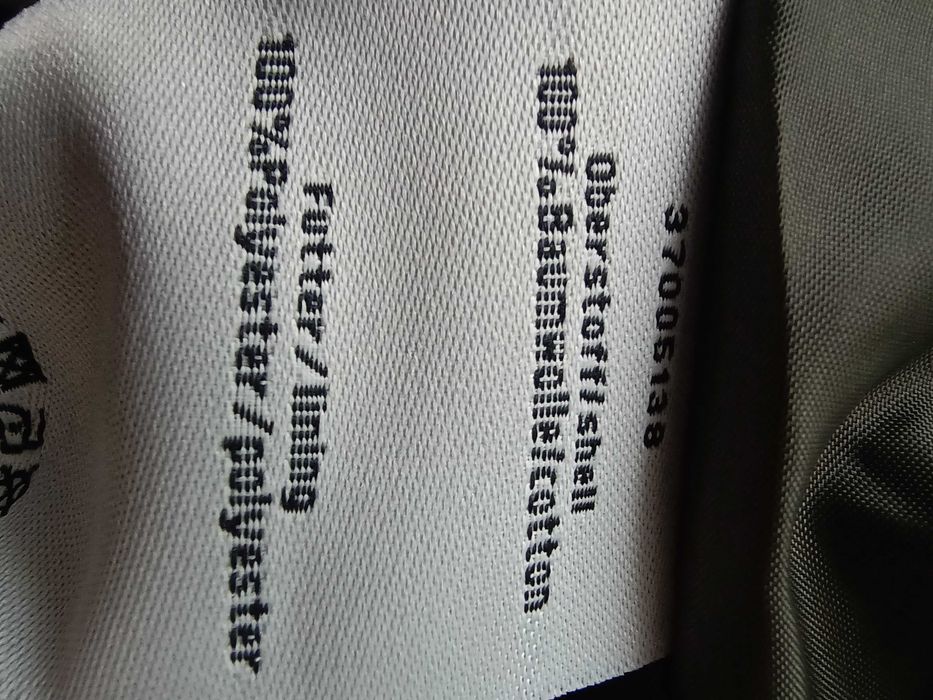 37005138
Oberstoff/shell
100%Baumwolle/cotton
Futter/lining
100%Polyester/polyester